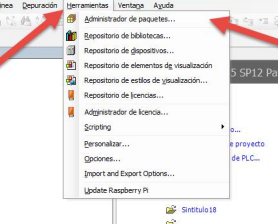 ínea Depuración Herramientas Ventana Ayuda
Administrador de paquetes...
Repositorio de bibliotecas...
Repositorio de dispositivos...
Repositorio de elementos de visualización
Repositorio de estilos de visualización...
Repositorio de licencias...
Administrador de licencia...
Scripting
Personalizar...
Opciones...
Import and Export Options...
Update Raspberry Pi
5 SP12 Pa
o...
e proyecto
de PLC...
Sintitulo18